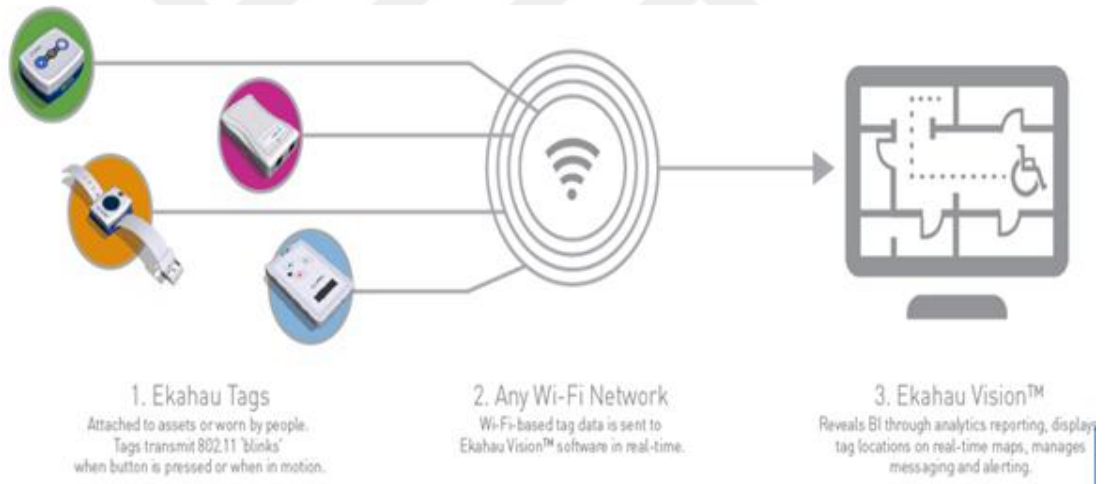 1. Ekahau Tags
Attached to assets or worn by people.
Tags transmit 802.11 'blinks'
when button is pressed or when in motion.
2. Any Wi-Fi Network
Wi-Fi-based tag data is sent to
Ekahau Vision™ software in real-time.
3. Ekahau Vision™
Reveals BI through analytics reporting, displays
tag locations on real-time maps, manages
messaging and alerting.